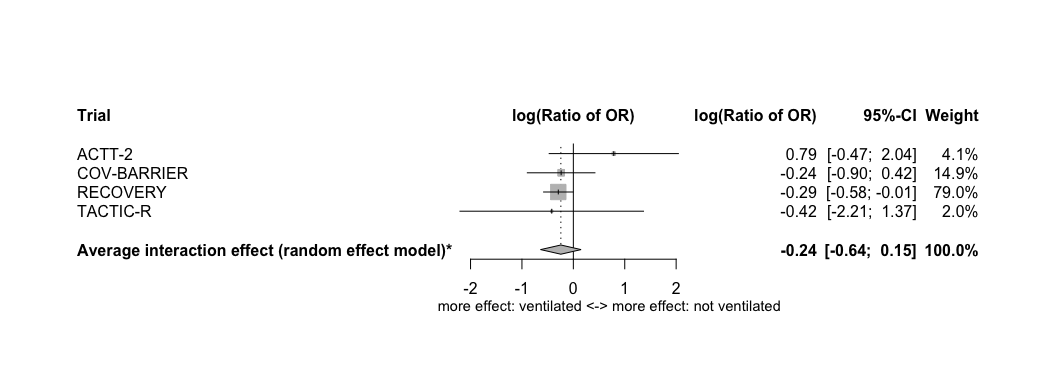 Trial log(Ratio of OR) log(Ratio of OR) 95%-CI Weight
ACTT-2 0.79 [-0.47; 2.04] 4.1%
COV-BARRIER -0.24 [-0.90; 0.42] 14.9%
RECOVERY -0.29 [-0.58; -0.01] 79.0%
TACTIC-R -0.42 [-2.21; 1.37] 2.0%
Average interaction effect (random effect model)* -0.24 [-0.64; 0.15] 100.0%
-2 -1 0 1 2
more effect: ventilated <-> more effect: not ventilated